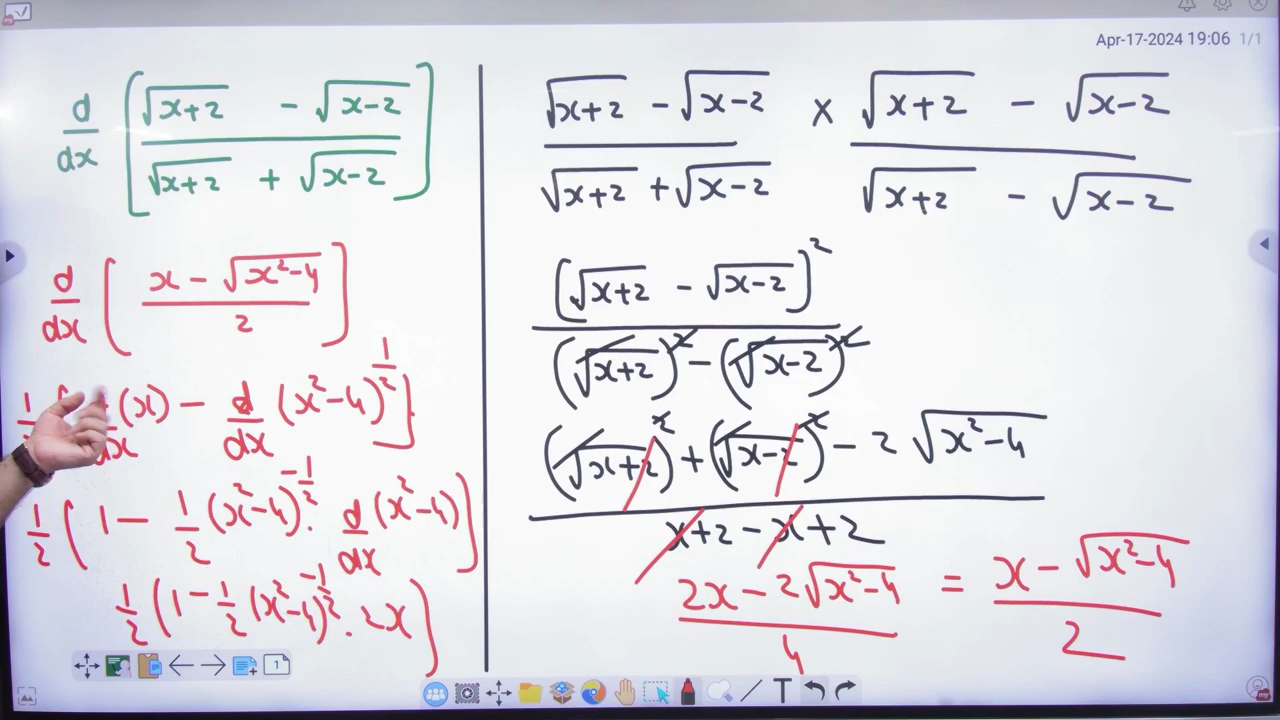 Apr-17-2024 19:06 1/1
d/dx [(√(x+2) - √(x-2)) / (√(x+2) + √(x-2))]
d/dx ((x - √(x²-4)) / 2)
1/2 [d/dx (x) - d/dx (x²-4)^(1/2)]
1/2 (1 - 1/2 (x²-4)^(-1/2) · d/dx (x²-4))
1/2 (1 - 1/2 (x²-4)^(-1/2) · 2x)
(√(x+2) - √(x-2)) / (√(x+2) + √(x-2)) × (√(x+2) - √(x-2)) / (√(x+2) - √(x-2))
[√(x+2) - √(x-2)]² / ((√(x+2))² - (√(x-2))²)
((√(x+2))² + (√(x-2))² - 2√(x²-4)) / (x+2-x+2)
(2x - 2√(x²-4)) / 4 = (x - √(x²-4)) / 2
1
T